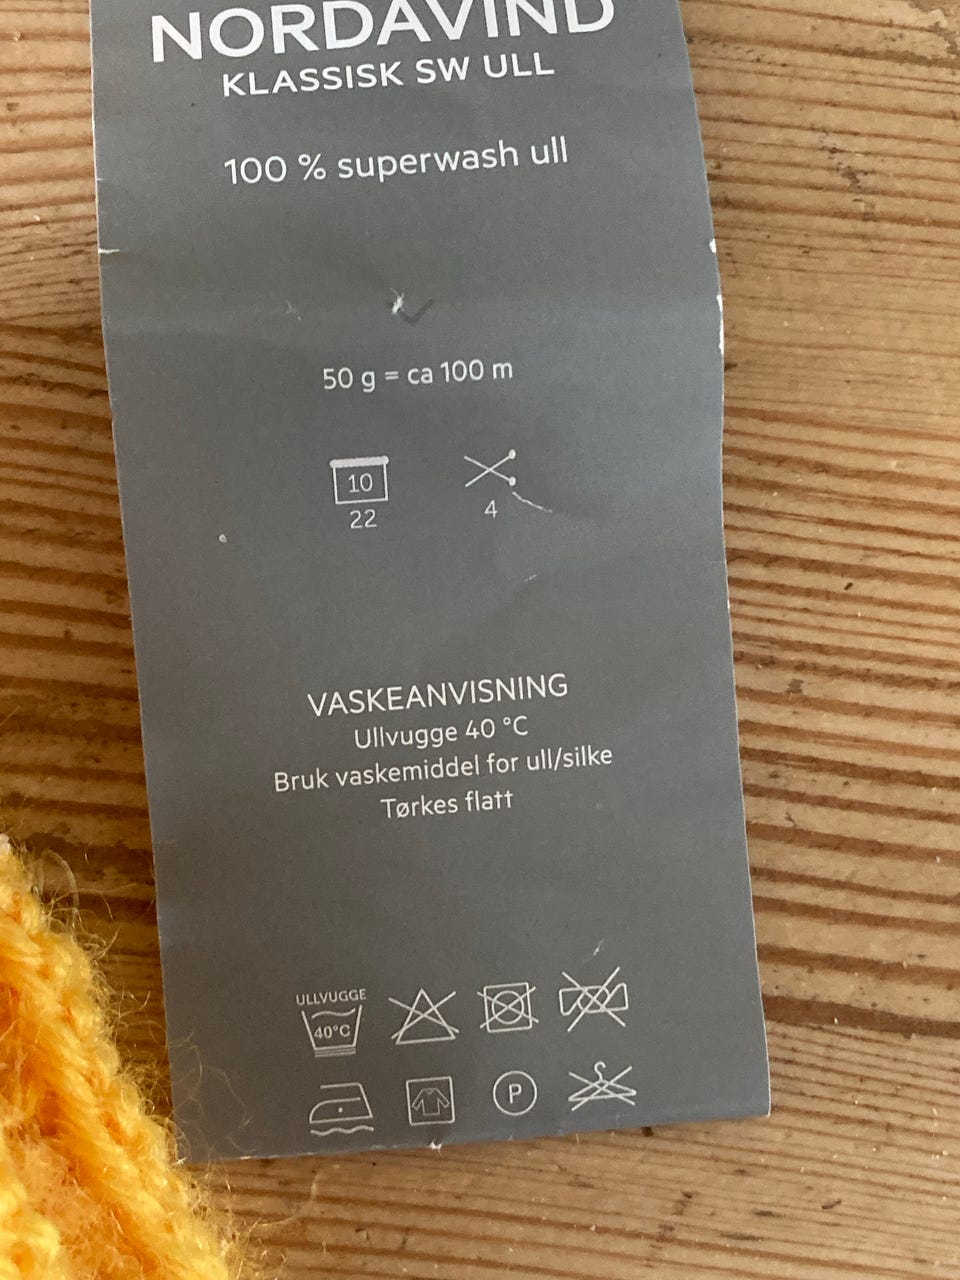 NORDAVIND
KLASSISK SW ULL
100 % superwash ull
50 g = ca 100 m
10
22
4
VASKEANVISNING
Ullvugge 40 °C
Bruk vaskemiddel for ull/silke
Tørkes flatt
ULLVUGGE
40°C
P